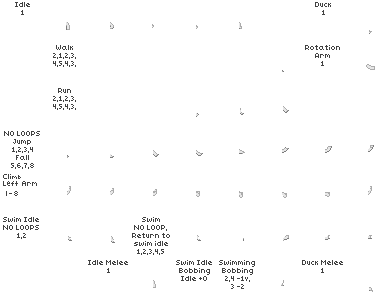 Idle
1
Duck
1
Walk
2,1,2,3,
4,5,4,3,
Rotation
Arm
1
Run
2,1,2,3,
4,5,4,3,
NO LOOPS
Jump
1,2,3,4
Fall
5,6,7,8
Climb
Left Arm
1-8
Swim Idle
NO LOOPS
1,2
Swim
NO LOOP,
Return to
swim idle
1,2,3,4,5
Idle Melee
1
Swim Idle
Bobbing
Idle +0
Swimming
Bobbing
2,4 -1v,
3 -2
Duck Melee
1